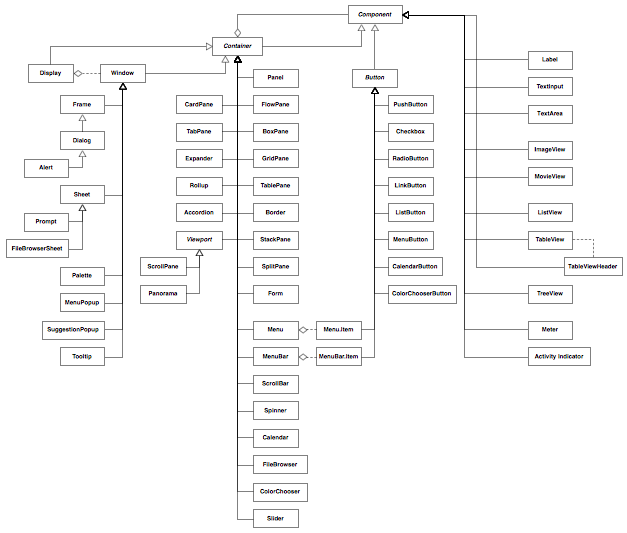 Component
Container
Display
Window
Label
Panel
Button
TextInput
Frame
CardPane
FlowPane
PushButton
TextArea
Dialog
TabPane
BoxPane
Checkbox
Alert
Expander
GridPane
RadioButton
ImageView
MovieView
Sheet
Rollup
TablePane
LinkButton
Prompt
Accordion
Border
ListButton
ListView
FileBrowserSheet
Viewport
StackPane
MenuButton
TableView
ScrollPane
SplitPane
CalendarButton
TableViewHeader
Palette
Panorama
Form
ColorChooserButton
TreeView
MenuPopup
SuggestionPopup
Menu
Menu.Item
Meter
Tooltip
MenuBar
MenuBar.Item
Activity Indicator
ScrollBar
Spinner
Calendar
FileBrowser
ColorChooser
Slider